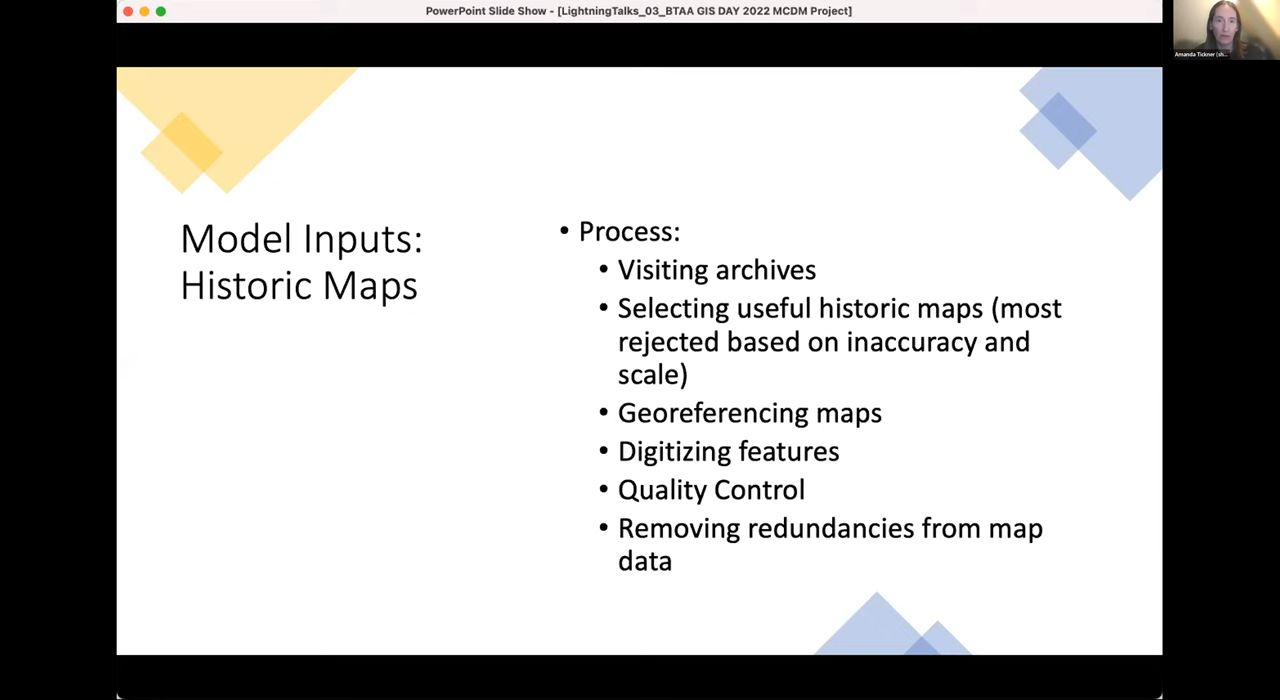 PowerPoint Slide Show - [LightningTalks_03_BTAA GIS DAY 2022 MCDM Project]
Amanda Tickner (sh...
Model Inputs:
Historic Maps
• Process:
• Visiting archives
• Selecting useful historic maps (most
rejected based on inaccuracy and
scale)
• Georeferencing maps
• Digitizing features
• Quality Control
• Removing redundancies from map
data